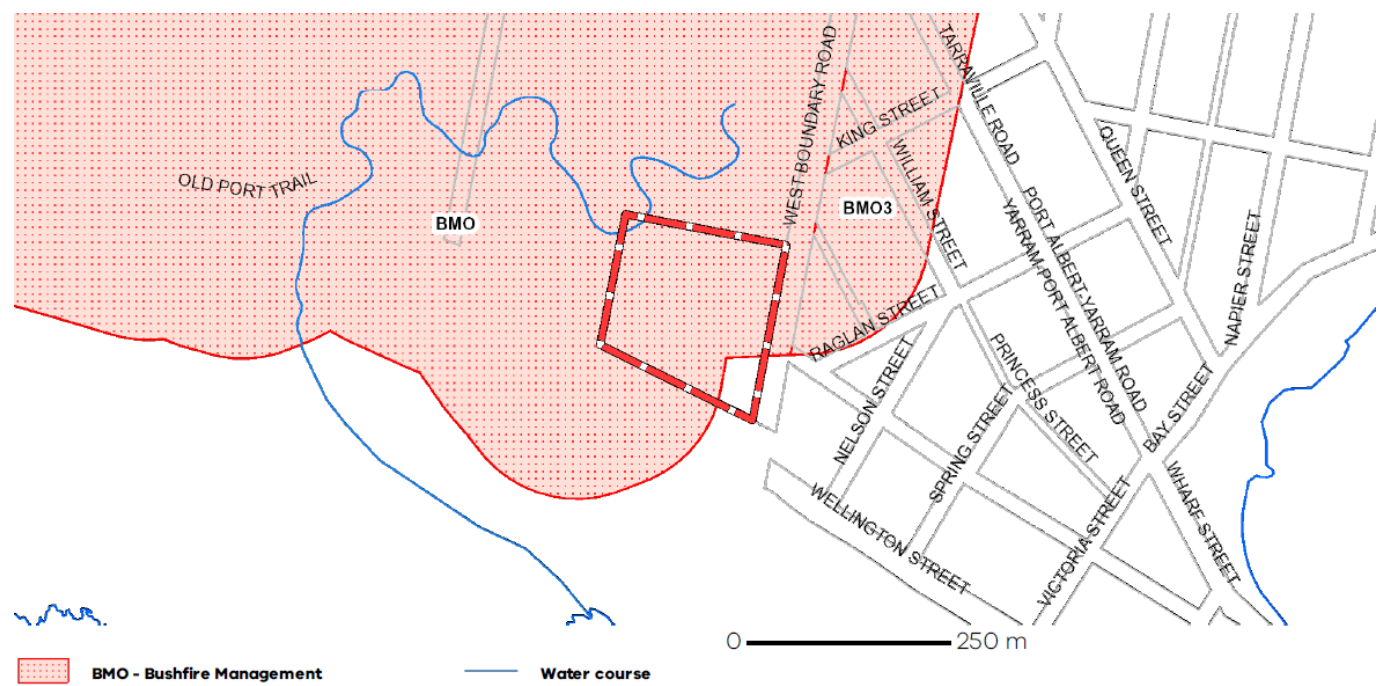 TARRAVILLE ROAD
WEST BOUNDARY ROAD
KING STREET
QUEEN STREET
OLD PORT TRAIL
WILLIAM STREET
BMO3
BMO
PORT ALBERT-YARRAM ROAD
YARRAM-PORT ALBERT ROAD
NAPIER STREET
RAGLAN STREET
PRINCESS STREET
NELSON STREET
BAY STREET
SPRING STREET
WHARF STREET
WELLINGTON STREET
VICTORIA STREET
0 250 m
BMO - Bushfire Management
Water course